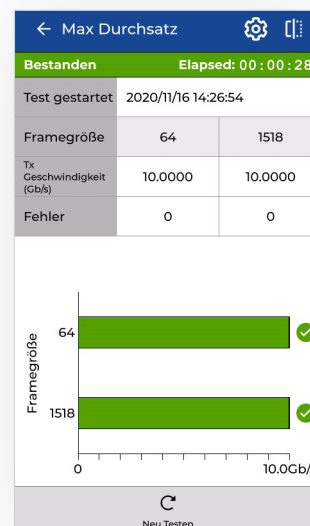 Max Durchsatz
Bestanden Elapsed: 00:00:28
Test gestartet 2020/11/16 14:26:54
Framegröße 64 1518
Tx
Geschwindigkeit
(Gb/s) 10.0000 10.0000
Fehler 0 0
Framegröße
64
1518
0 10.0Gb/
Neu Testen